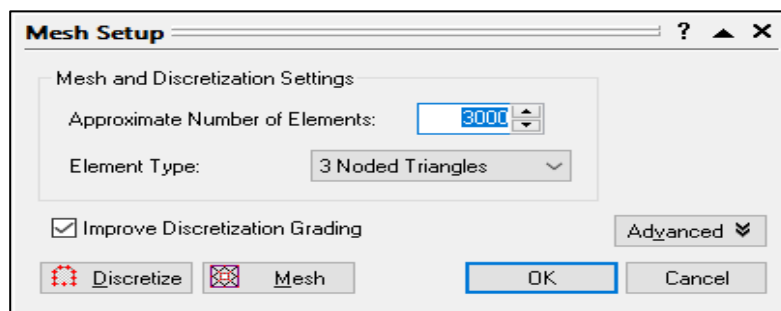 Mesh Setup ?
Mesh and Discretization Settings
Approximate Number of Elements: 3000
Element Type: 3 Noded Triangles
Improve Discretization Grading
Advanced
Discretize Mesh OK Cancel